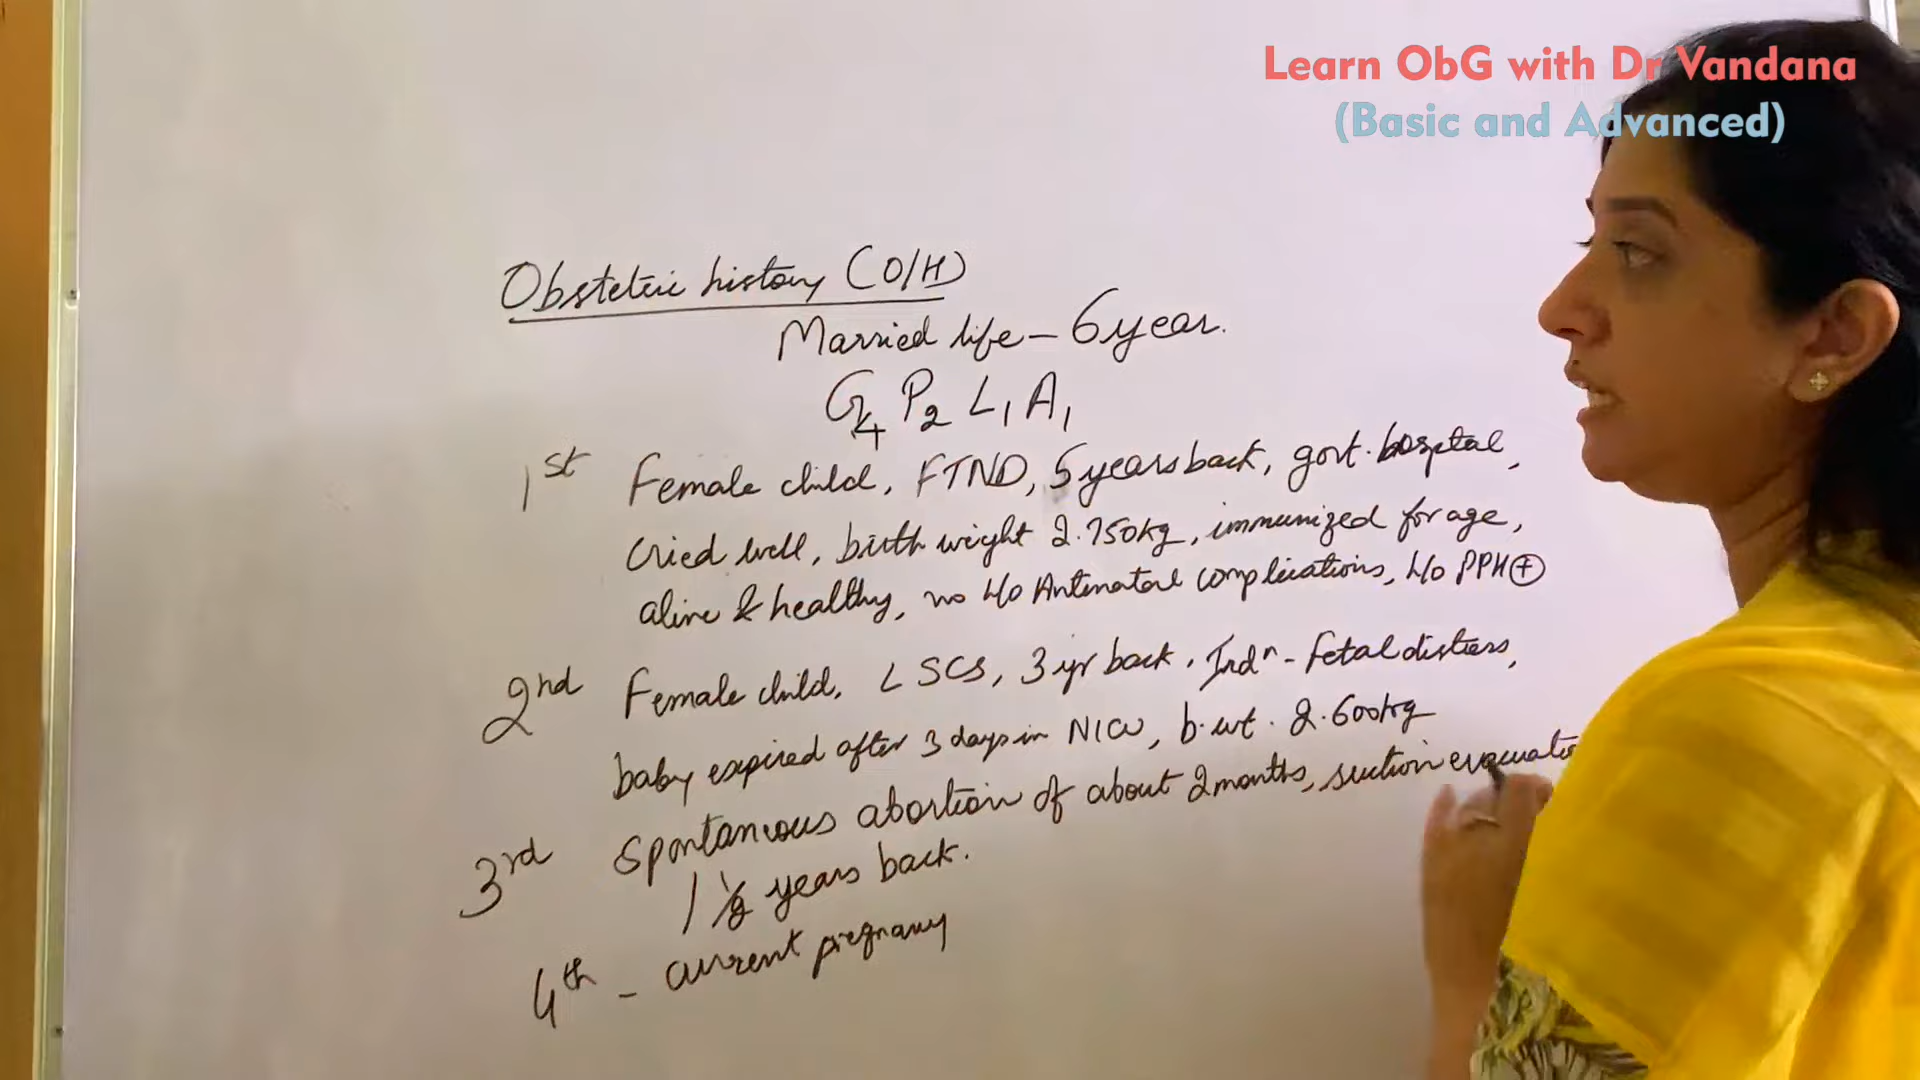 Learn ObG with Dr Vandana
(Basic and Advanced)
Obstetric history (O/H)
Married life - 6 year.
G4 P2 L1 A1
1st Female child, FTND, 5 years back, govt. hospital,
cried well, birth weight 2.750kg, immunized for age,
alive & healthy, no h/o Antenatal complications, h/o PPH⊕
2nd Female child, LSCS, 3 yr back, Indn - Fetal distress,
baby expired after 3 days in NICU, b.wt. 2.600kg
3rd Spontaneous abortion of about 2 months, suction evacuatio
1 1/2 years back.
4th - current pregnancy